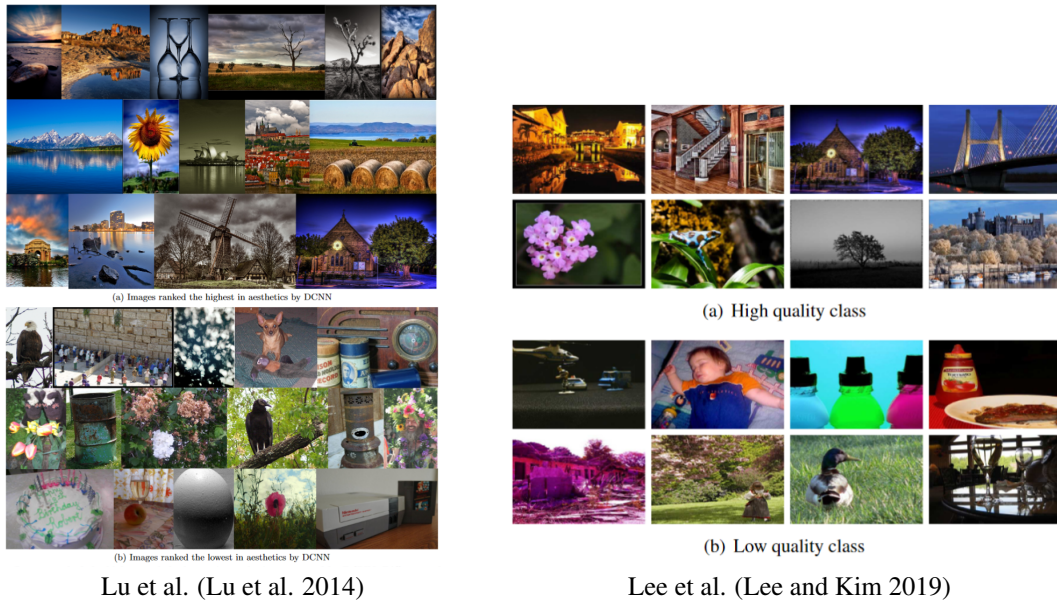 (a) Images ranked the highest in aesthetics by DCNN
(b) Images ranked the lowest in aesthetics by DCNN
Lu et al. (Lu et al. 2014)
(a) High quality class
(b) Low quality class
Lee et al. (Lee and Kim 2019)